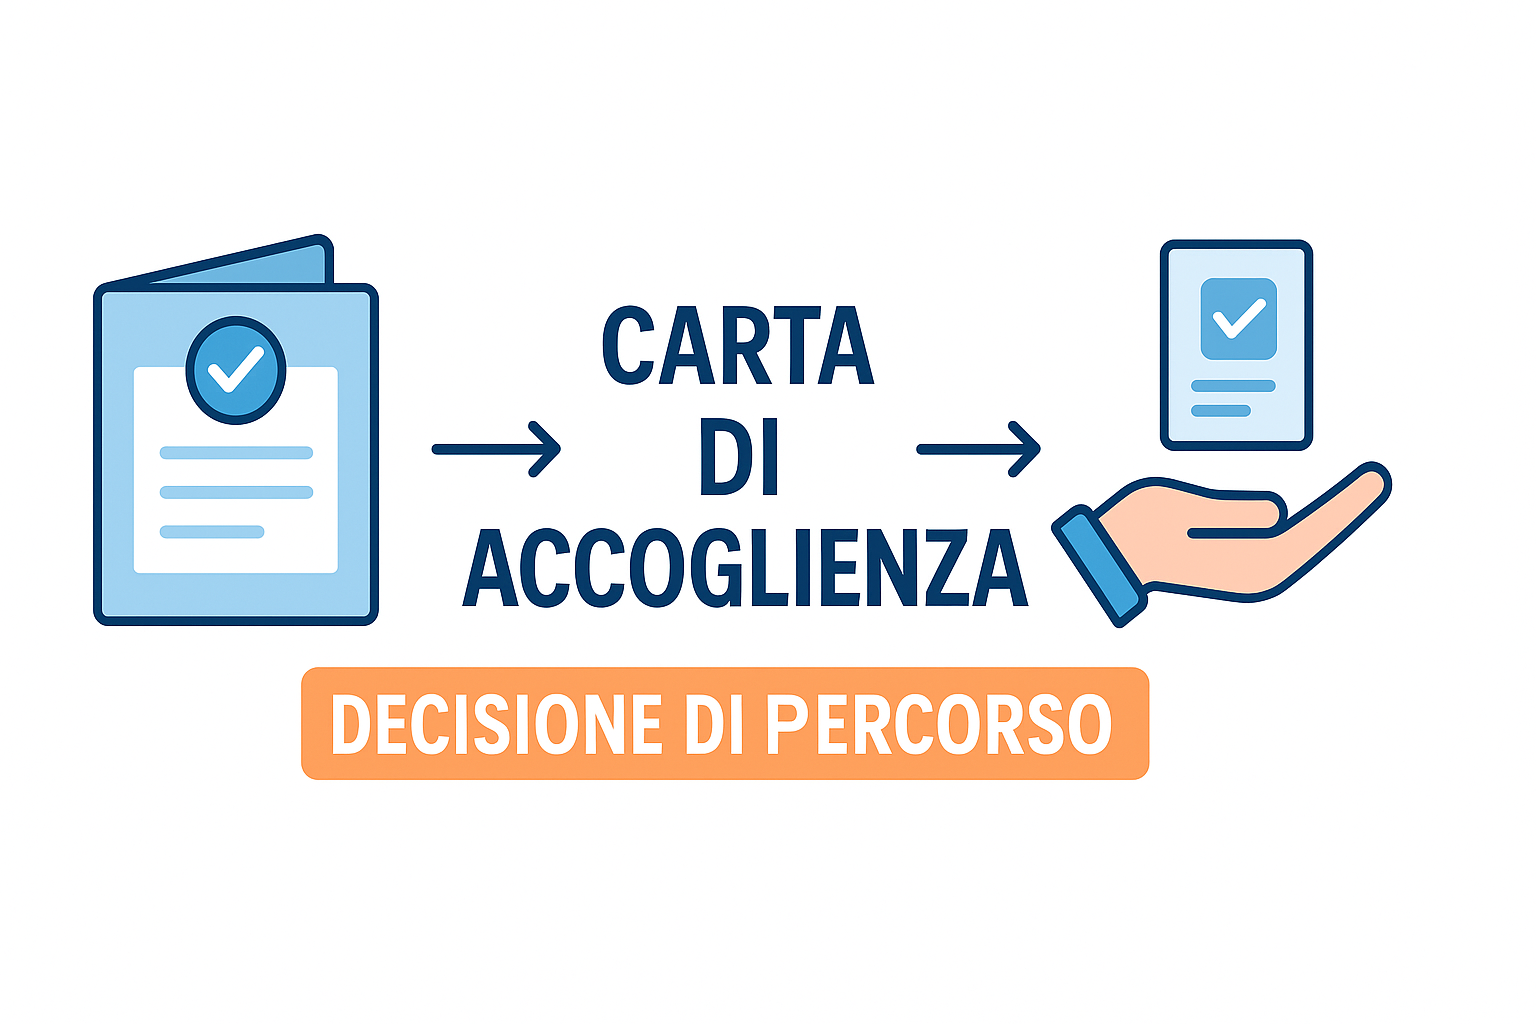 CARTA
DI
ACCOGLIENZA
DECISIONE DI PERCORSO